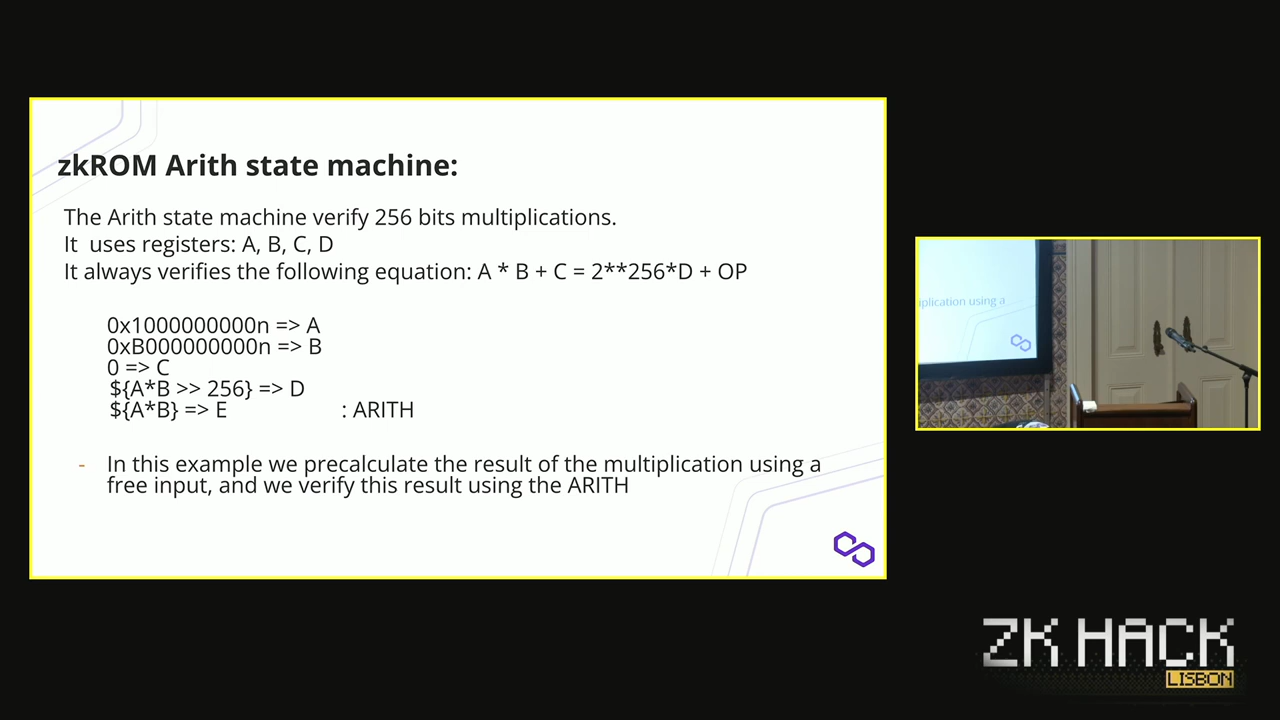 zkROM Arith state machine:
The Arith state machine verify 256 bits multiplications.
It uses registers: A, B, C, D
It always verifies the following equation: A * B + C = 2**256*D + OP
0x1000000000n => A
0xB000000000n => B
0 => C
${A*B >> 256} => D
${A*B} => E : ARITH
- In this example we precalculate the result of the multiplication using a
free input, and we verify this result using the ARITH
iplication using a
ZK HACK
LISBON